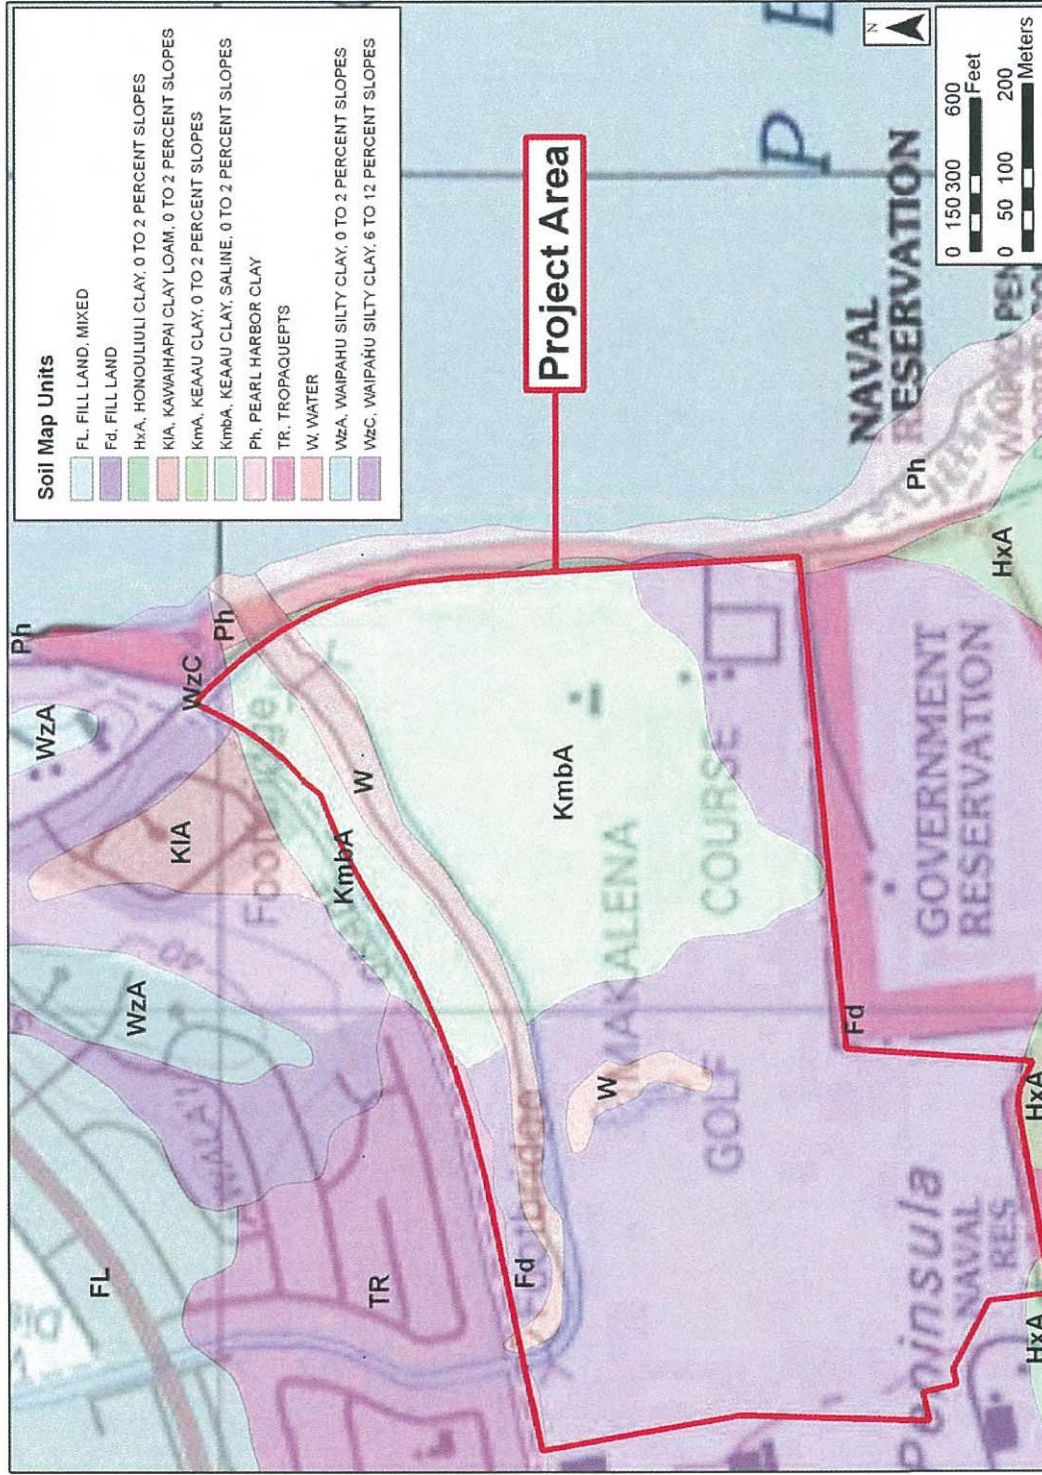 Soil Map Units
FL, FILL LAND, MIXED
Fd, FILL LAND
HxA, HONOULIULI CLAY, 0 TO 2 PERCENT SLOPES
KIA, KAWAIHAPAI CLAY LOAM, 0 TO 2 PERCENT SLOPES
KmA, KEAAU CLAY, 0 TO 2 PERCENT SLOPES
KmbA, KEAAU CLAY, SALINE, 0 TO 2 PERCENT SLOPES
Ph, PEARL HARBOR CLAY
TR, TROPAQUEPTS
W, WATER
WzA, WAIPAHU SILTY CLAY, 0 TO 2 PERCENT SLOPES
WzC, WAIPAHU SILTY CLAY, 6 TO 12 PERCENT SLOPES
FL
WzA
WzA
Ph
40
KIA
WzC
Ph
TR
KmbA
W
Fd
W
KmbA
Project Area
MAKALENA
GOLF COURSE
P E
Fd
GOVERNMENT
RESERVATION
NAVAL
RESERVATION
Ph
Peninsula
NAVAL
RES
HxA
HxA
HxA
N
0 150 300 600
Feet
0 50 100 200
Meters